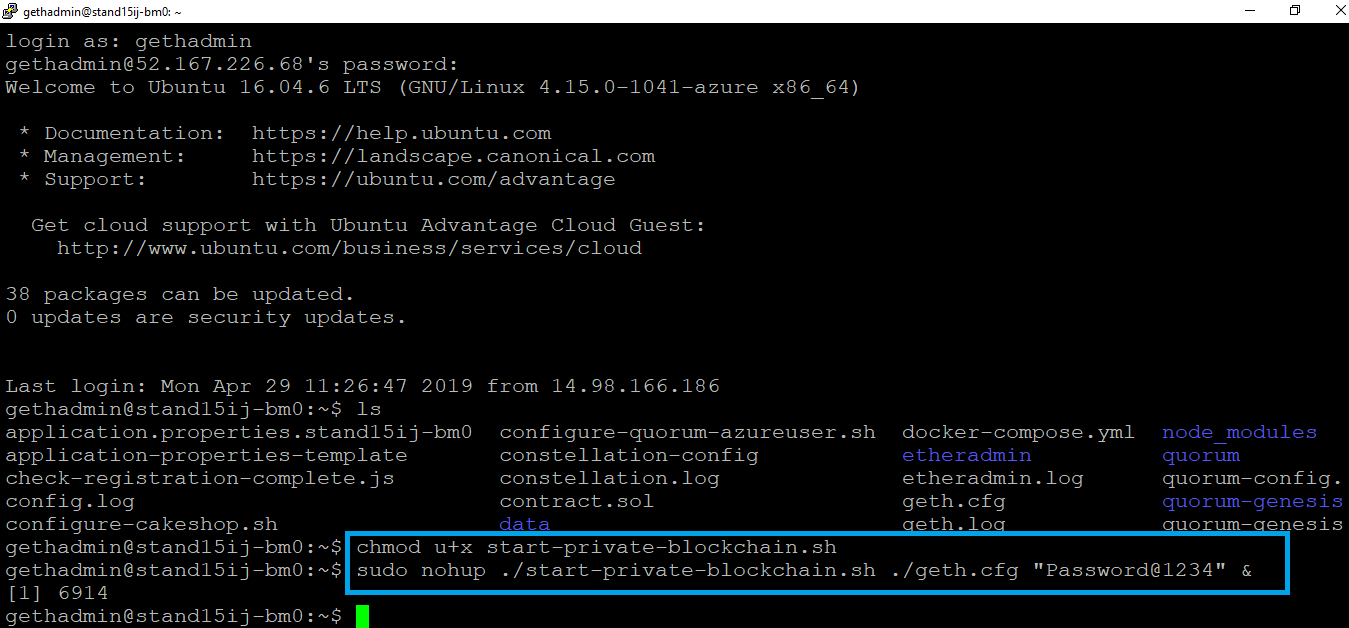 gethadmin@stand15ij-bm0: ~
login as: gethadmin
gethadmin@52.167.226.68's password:
Welcome to Ubuntu 16.04.6 LTS (GNU/Linux 4.15.0-1041-azure x86_64)
* Documentation:  https://help.ubuntu.com
* Management:     https://landscape.canonical.com
* Support:        https://ubuntu.com/advantage
Get cloud support with Ubuntu Advantage Cloud Guest:
http://www.ubuntu.com/business/services/cloud
38 packages can be updated.
0 updates are security updates.
Last login: Mon Apr 29 11:26:47 2019 from 14.98.166.186
gethadmin@stand15ij-bm0:~$ ls
application.properties.stand15ij-bm0  configure-quorum-azureuser.sh  docker-compose.yml  node_modules
application-properties-template       constellation-config           etheradmin          quorum
check-registration-complete.js        constellation.log              etheradmin.log      quorum-config.
config.log                            contract.sol                   geth.cfg            quorum-genesis
configure-cakeshop.sh                 data                           geth.log            quorum-genesis
gethadmin@stand15ij-bm0:~$ chmod u+x start-private-blockchain.sh
gethadmin@stand15ij-bm0:~$ sudo nohup ./start-private-blockchain.sh ./geth.cfg "Password@1234" &
[1] 6914
gethadmin@stand15ij-bm0:~$